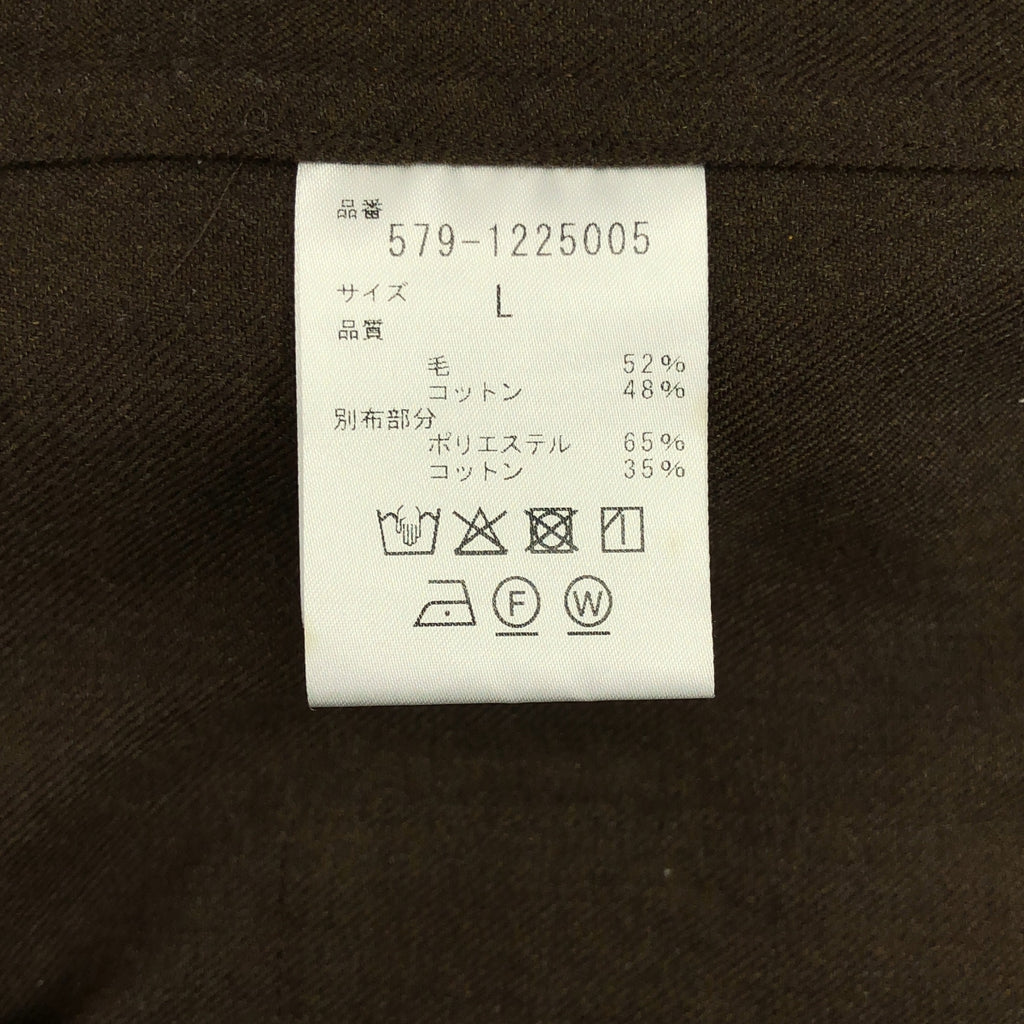 品番
579-1225005
サイズ L
品質
毛 52%
コットン 48%
別布部分
ポリエステル 65%
コットン 35%
F W